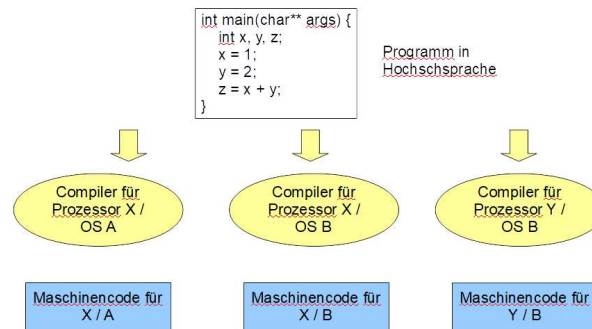 int main(char** args) {
int x, y, z;
x = 1;
y = 2;
z = x + y;
}
Programm in
Hochschsprache
Compiler für
Prozessor X /
OS A
Compiler für
Prozessor X /
OS B
Compiler für
Prozessor Y /
OS B
Maschinencode für
X / A
Maschinencode für
X / B
Maschinencode für
Y / B